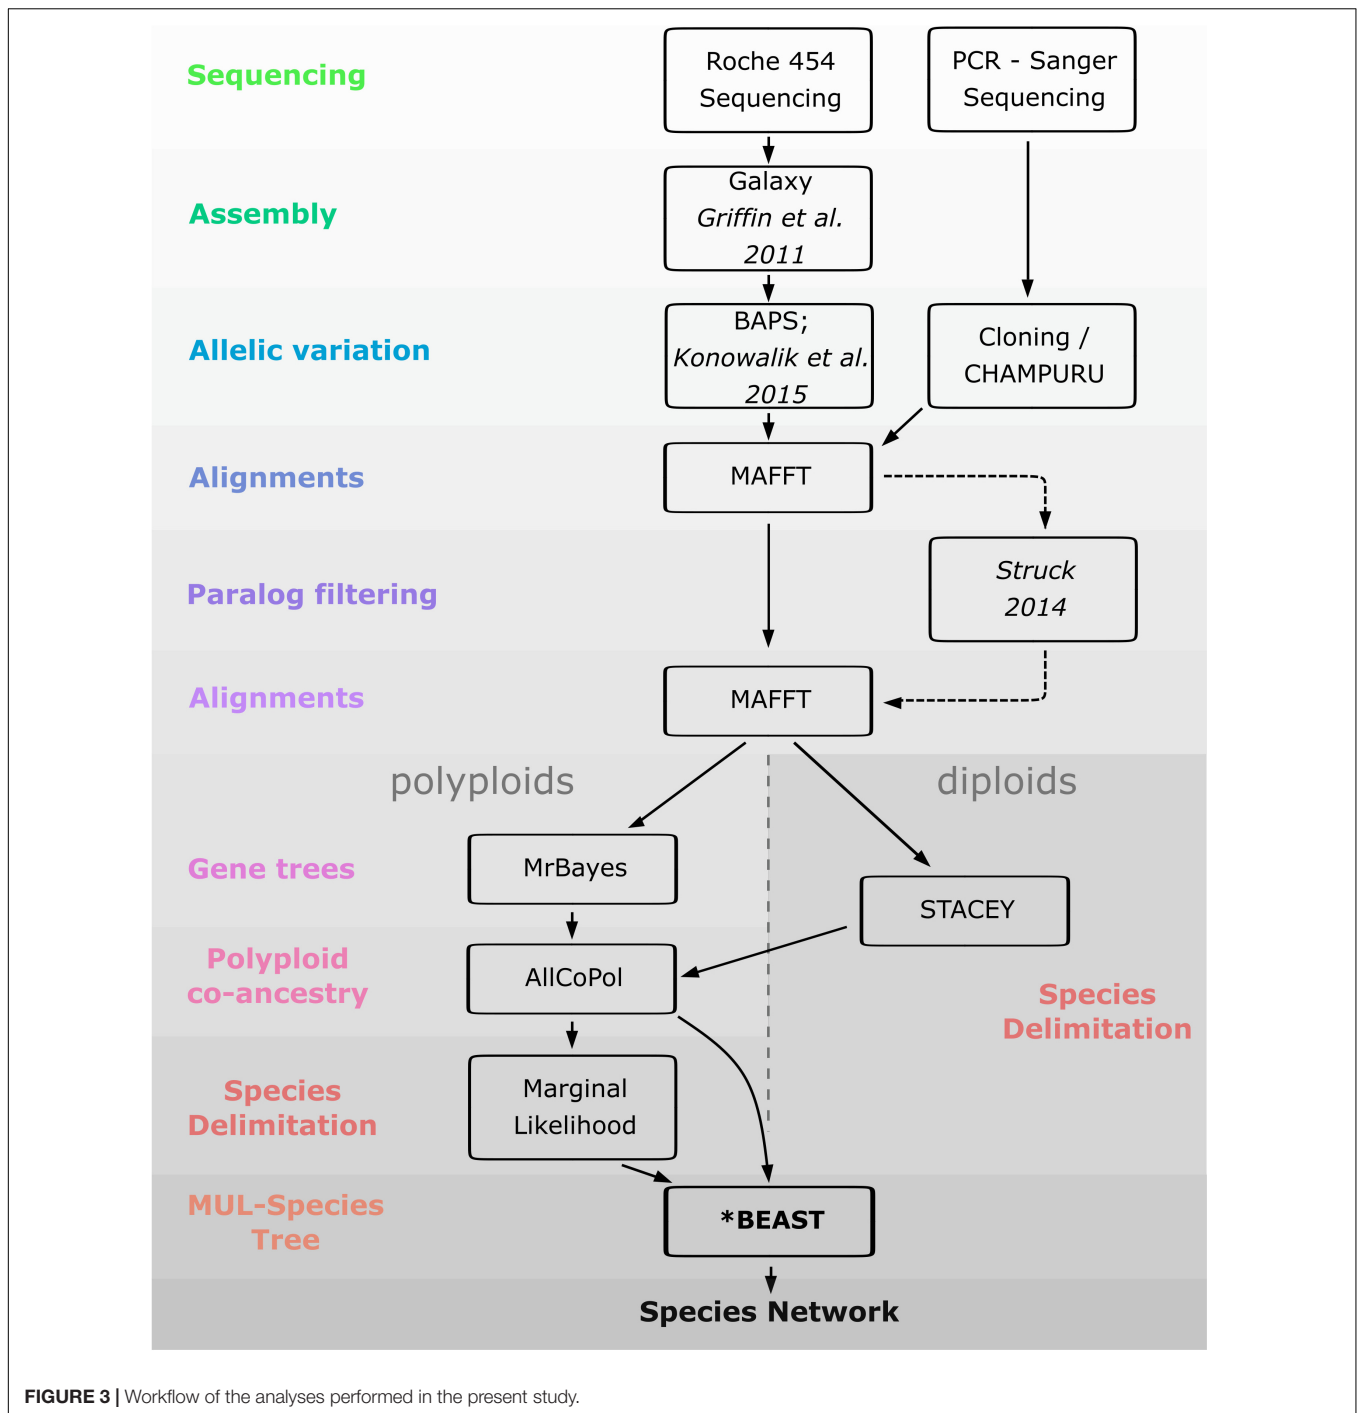 Sequencing
Roche 454
Sequencing
PCR - Sanger
Sequencing
Assembly
Galaxy
Griffin et al.
2011
Allelic variation
BAPS;
Konowalik et al.
2015
Cloning /
CHAMPURU
Alignments
MAFFT
Paralog filtering
Struck
2014
Alignments
MAFFT
polyploids
diploids
Gene trees
MrBayes
STACEY
Polyploid
co-ancestry
AllCoPol
Species
Delimitation
Species
Delimitation
Marginal
Likelihood
MUL-Species
Tree
*BEAST
Species Network
FIGURE 3 | Workflow of the analyses performed in the present study.